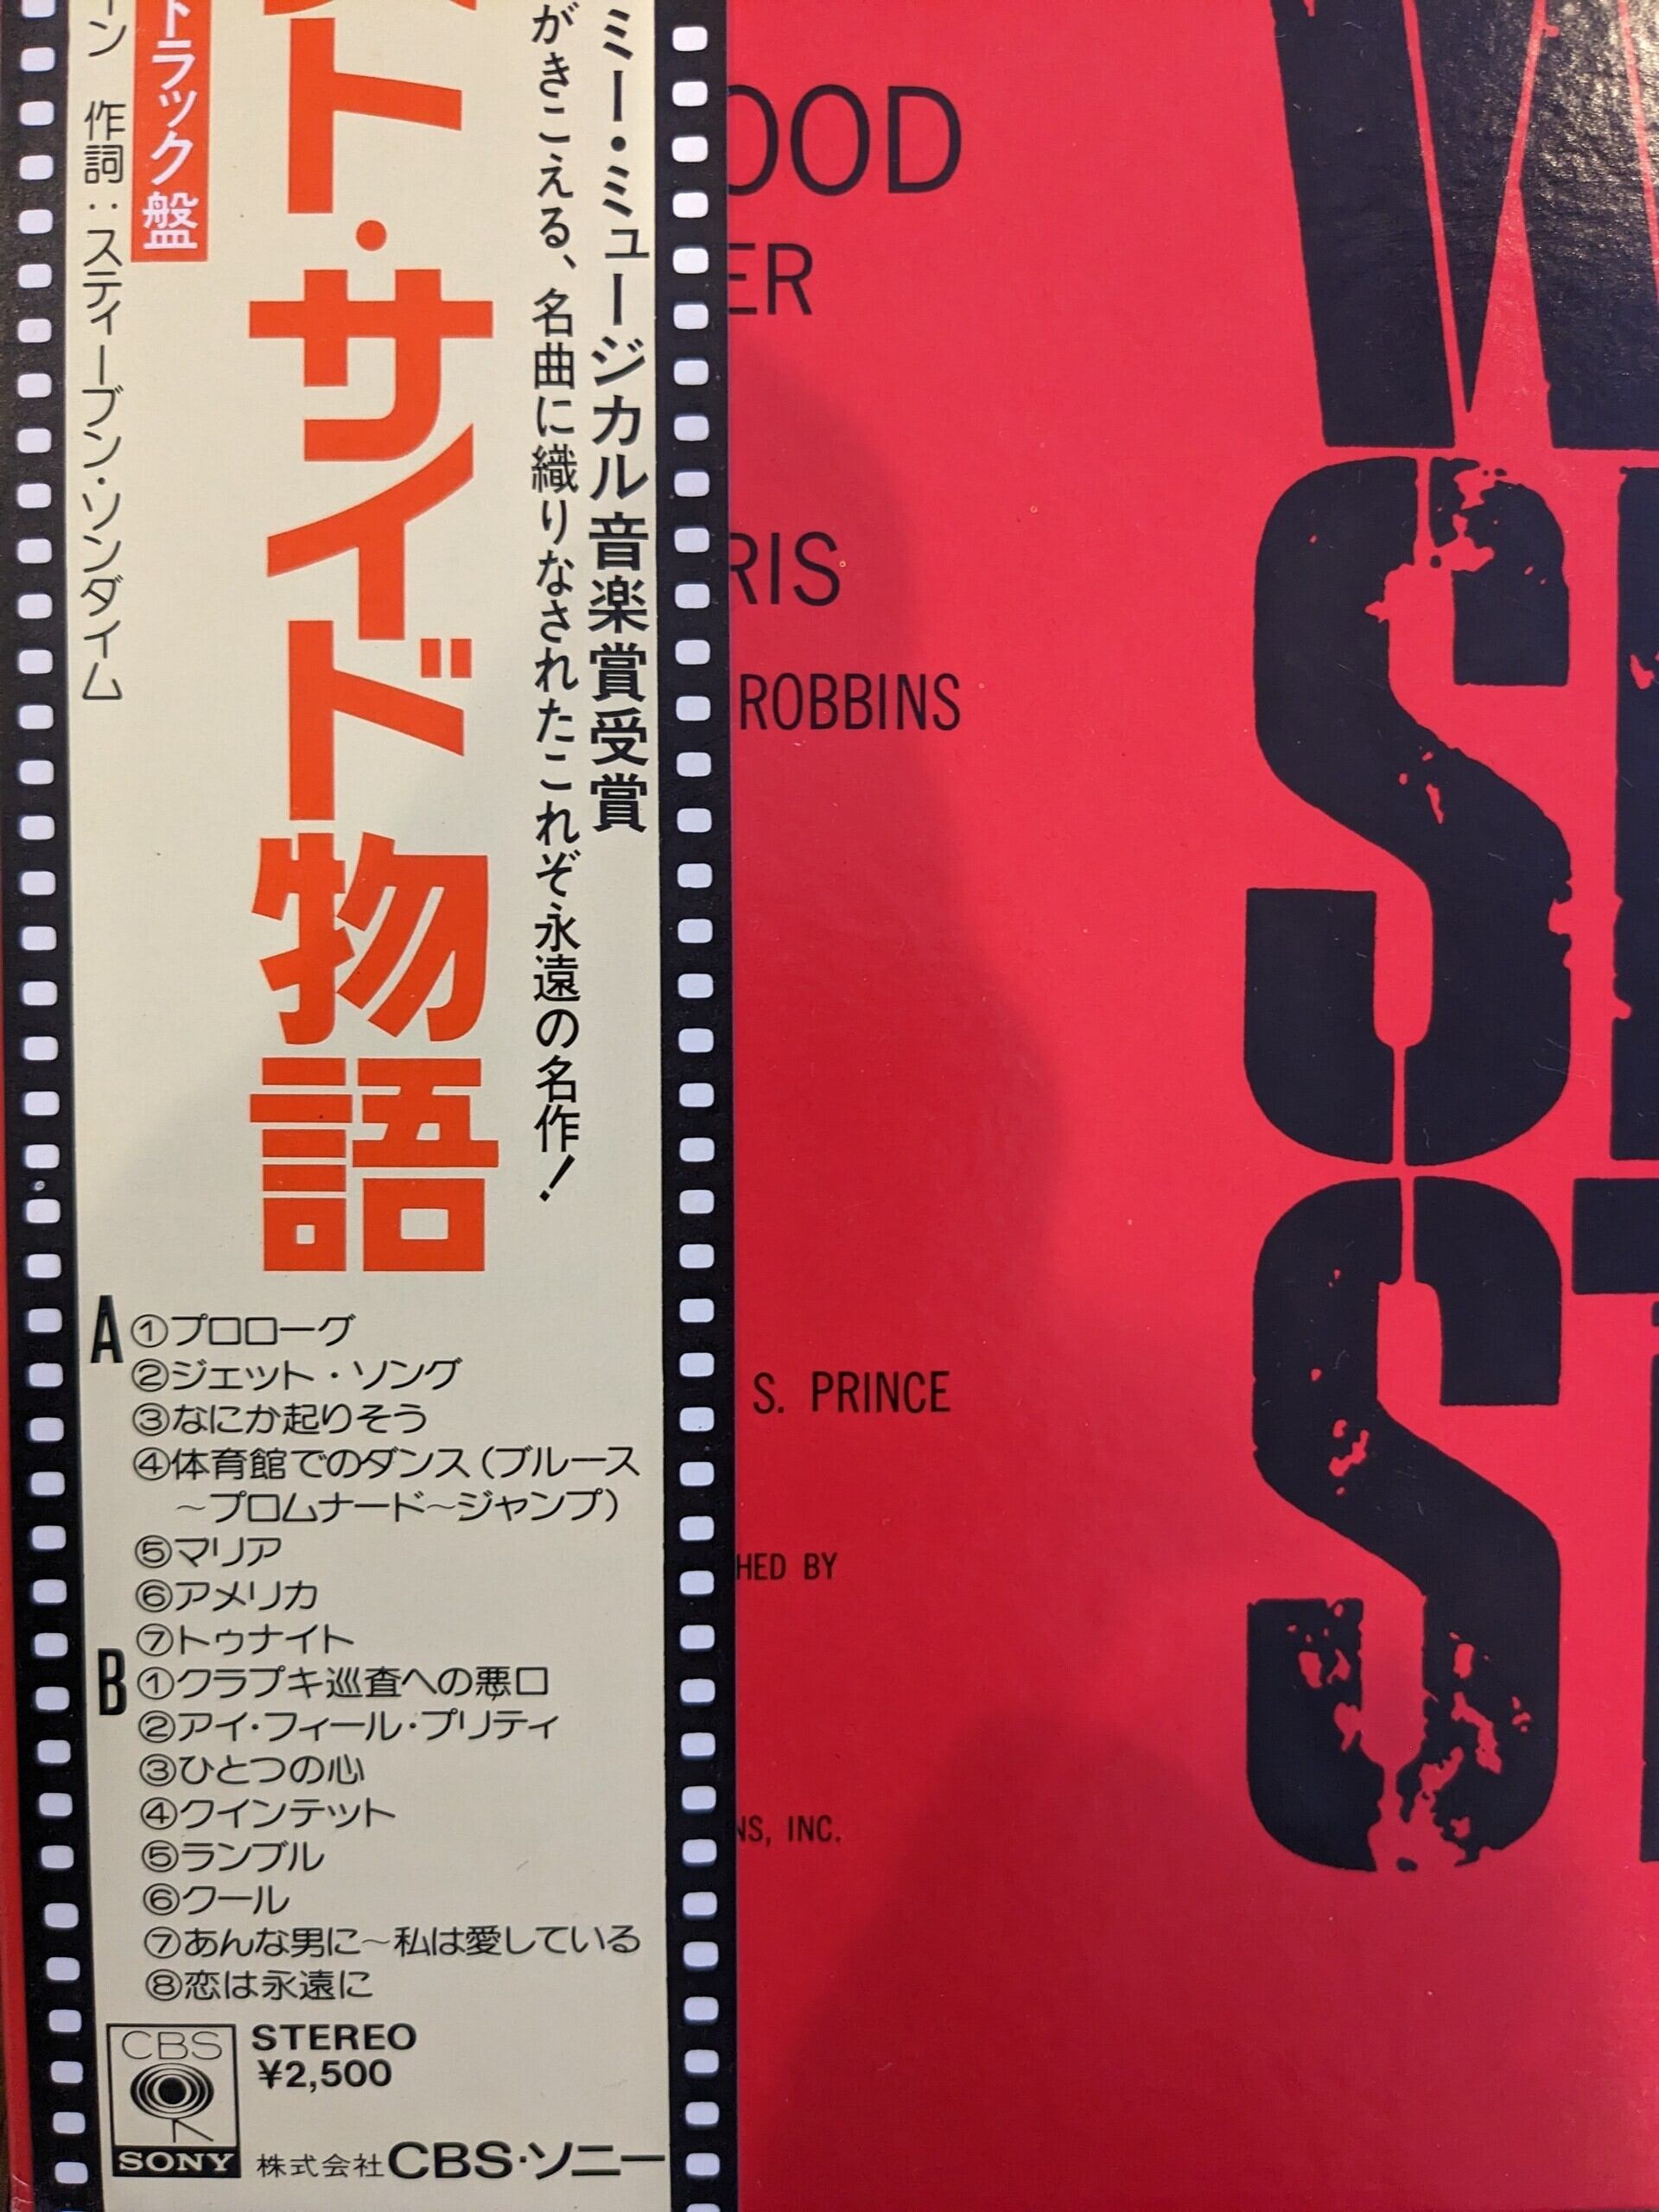 ミー・ミュージカル音楽賞受賞
がきこえる、名曲に織りなされたこれぞ永遠の名作!
ト・サイド物語
トラック盤
ン 作詞:スティーブン・ソンダイム
A ①プロローグ
②ジェット・ソング
③なにか起りそう
④体育館でのダンス(ブルース
〜プロムナード〜ジャンプ)
⑤マリア
⑥アメリカ
⑦トゥナイト
B ①クラプキ巡査への悪口
②アイ・フィール・プリティ
③ひとつの心
④クインテット
⑤ランブル
⑥クール
⑦あんな男に〜私は愛している
⑧恋は永遠に
CBS
SONY
STEREO
¥2,500
株式会社CBS・ソニー
OOD
ER
RIS
ROBBINS
S. PRINCE
HED BY
NS, INC.
W
S
ST